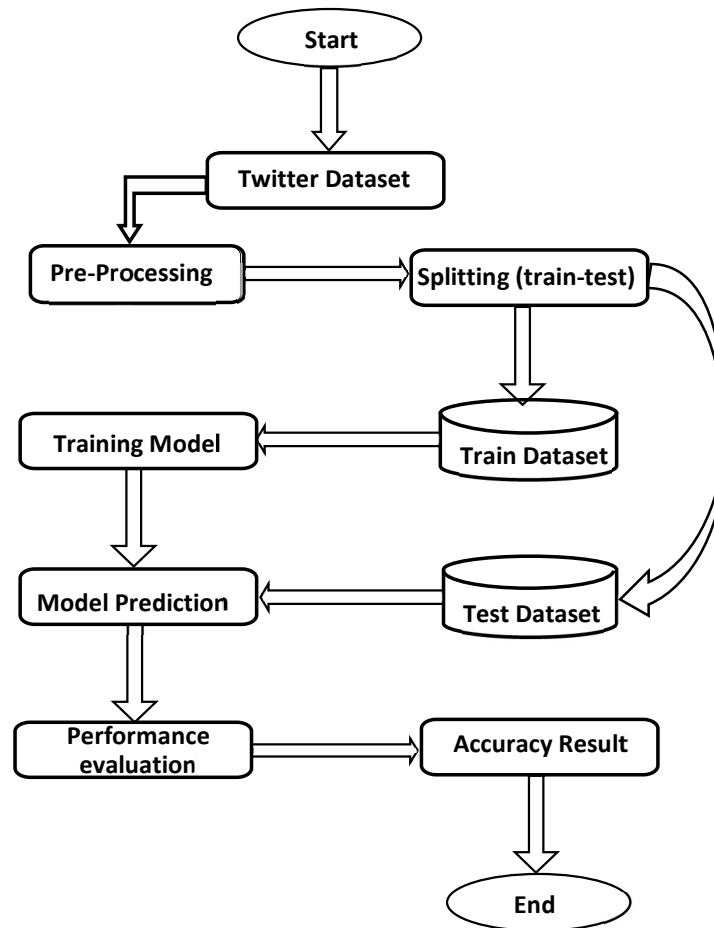 Start
Twitter Dataset
Pre-Processing
Splitting (train-test)
Training Model
Train Dataset
Model Prediction
Test Dataset
Performance
evaluation
Accuracy Result
End